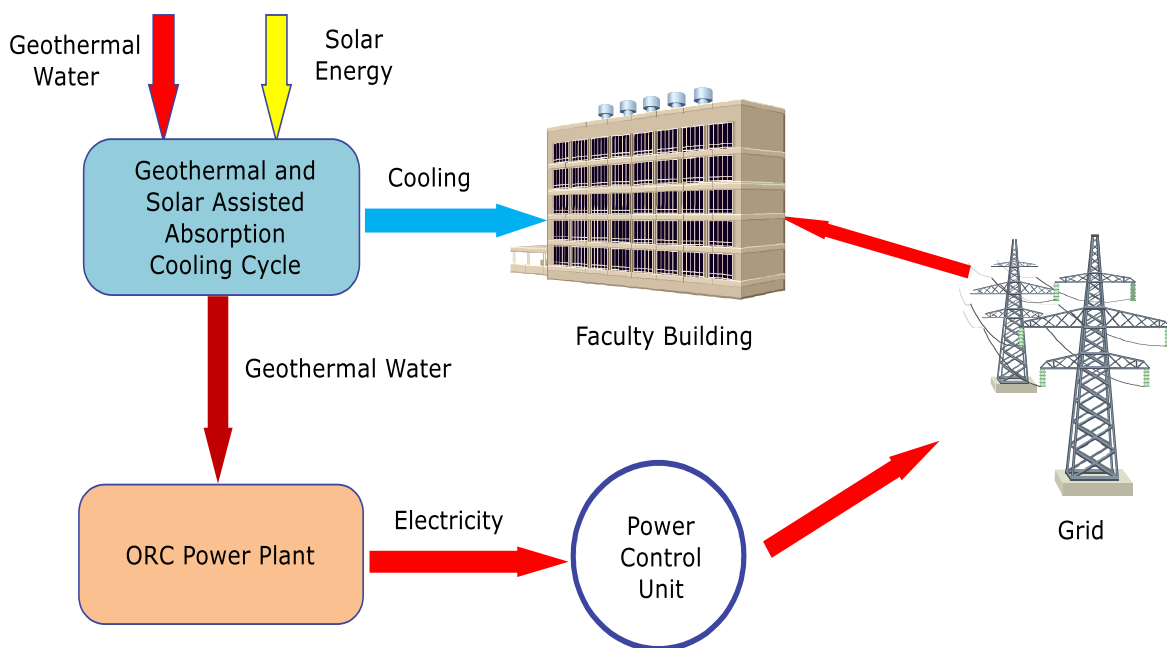 Geothermal
Water
Solar
Energy
Geothermal and
Solar Assisted
Absorption
Cooling Cycle
Cooling
Faculty Building
Geothermal Water
ORC Power Plant
Electricity
Power
Control
Unit
Grid